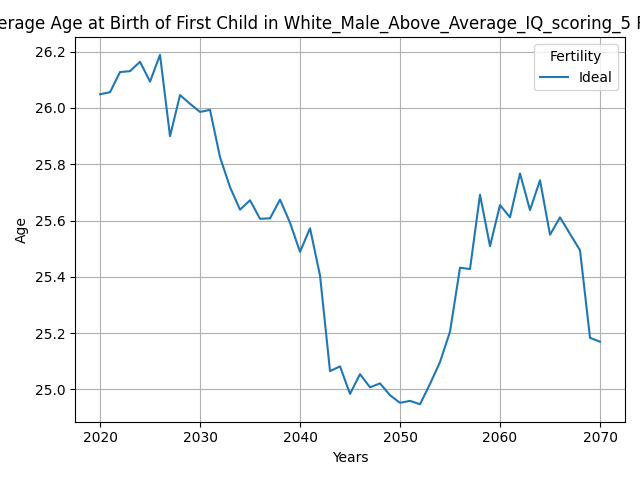 erage Age at Birth of First Child in White_Male_Above_Average_IQ_scoring_5
Fertility
Ideal
26.2
26.0
25.8
25.6
25.4
25.2
25.0
Age
2020 2030 2040 2050 2060 2070
Years